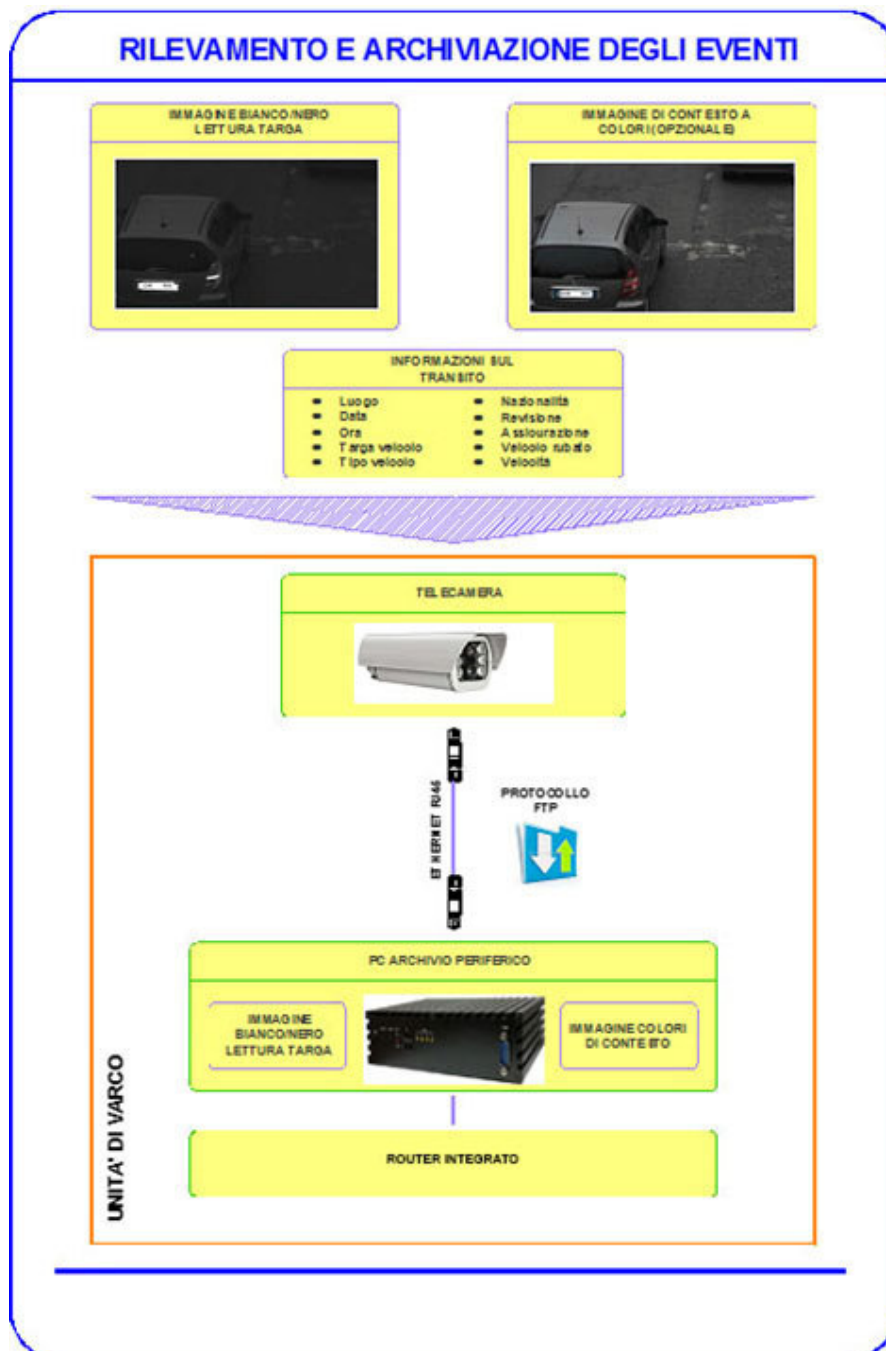 RILEVAMENTO E ARCHIVIAZIONE DEGLI EVENTI
IMMAGINE BIANCO/NERO
LETTURA TARGA
IMMAGINE DI CONTESTO A
COLORI (OPZIONALE)
INFORMAZIONI SUL
TRANSITO
Luogo
Data
Ora
Targa veicolo
Tipo veicolo
Nazionalità
Revisione
Assicurazione
Veicolo rubato
Velocità
TELECAMERA
ETHERNET RJ45
PROTOCOLLO
FTP
PC ARCHIVIO PERIFERICO
IMMAGINE
BIANCO/NERO
LETTURA TARGA
IMMAGINE COLORI
DI CONTESTO
ROUTER INTEGRATO
UNITA' DI VARCO